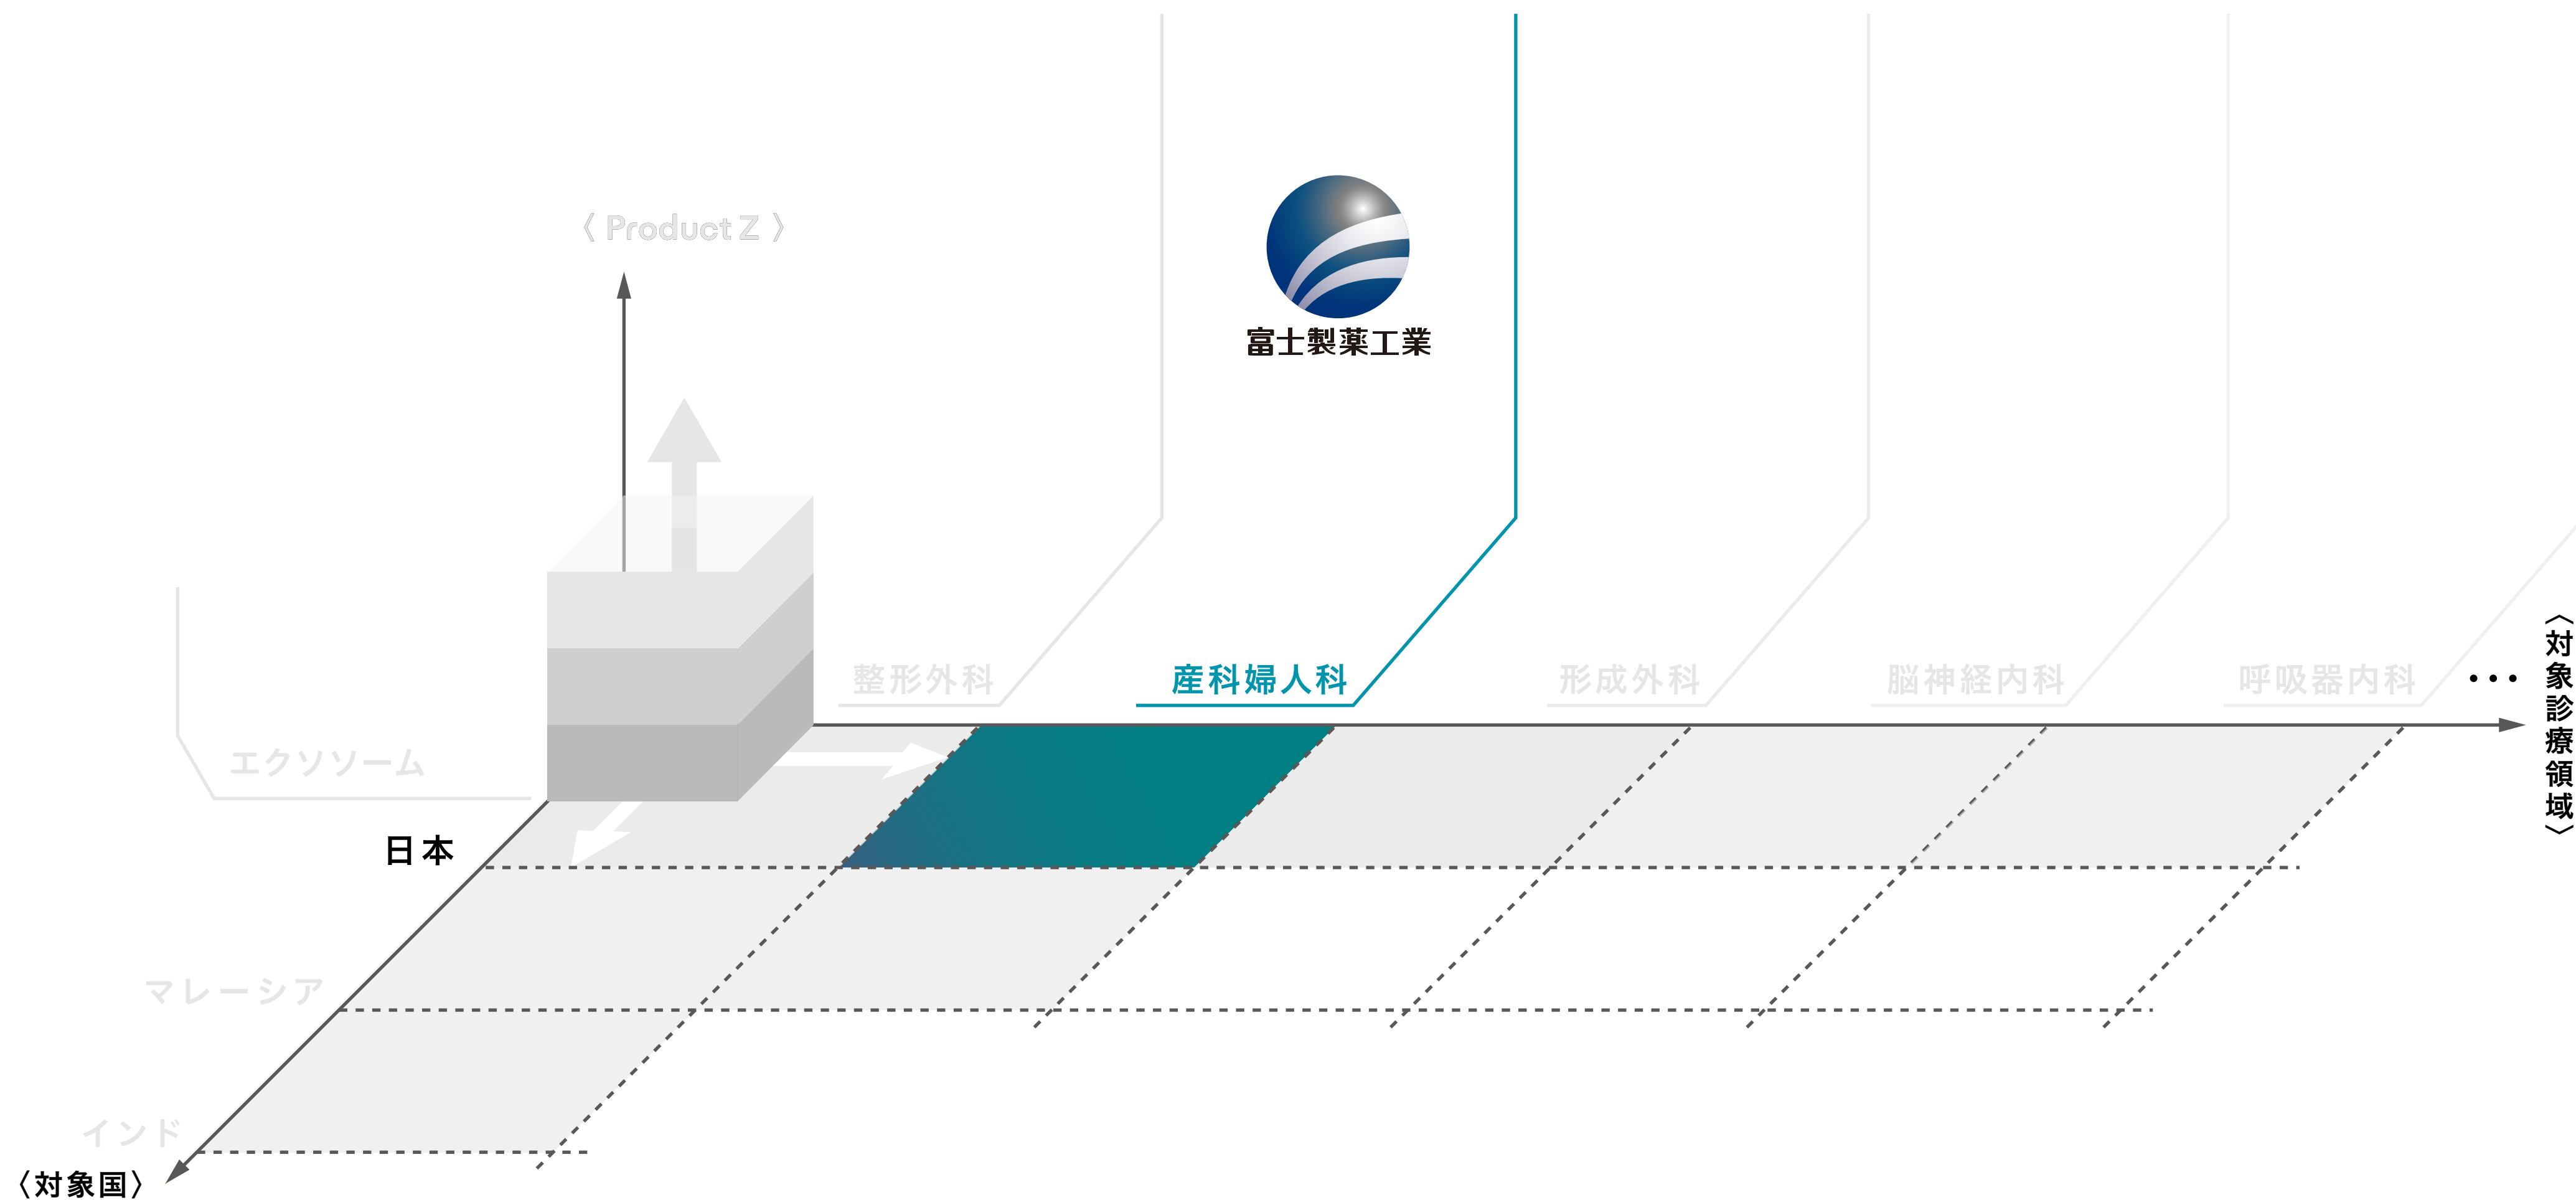 〈 Product Z 〉
富士製薬工業
整形外科
産科婦人科
形成外科
脳神経内科
呼吸器内科
・・・
〈対象診療領域〉
エクソソーム
日本
マレーシア
インド
〈対象国〉